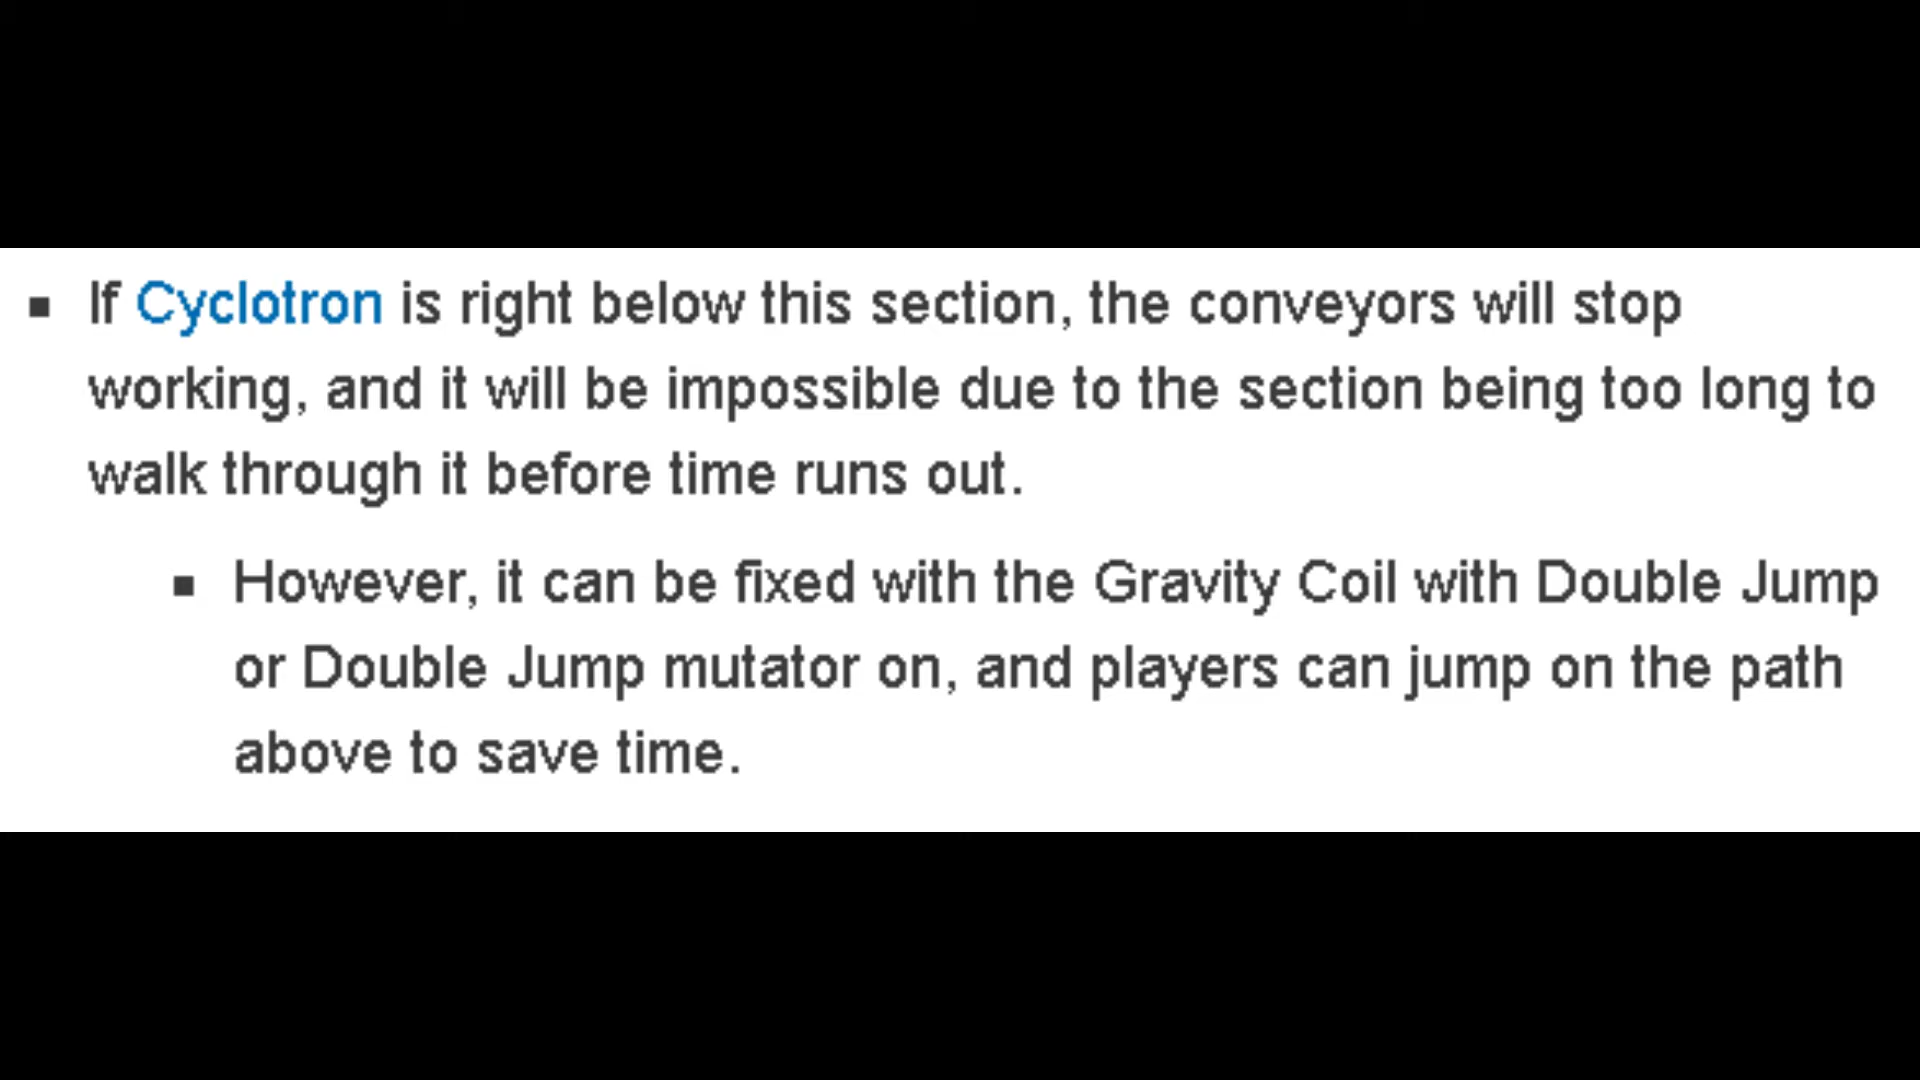 If Cyclotron is right below this section, the conveyors will stop
working, and it will be impossible due to the section being too long to
walk through it before time runs out.
However, it can be fixed with the Gravity Coil with Double Jump
or Double Jump mutator on, and players can jump on the path
above to save time.